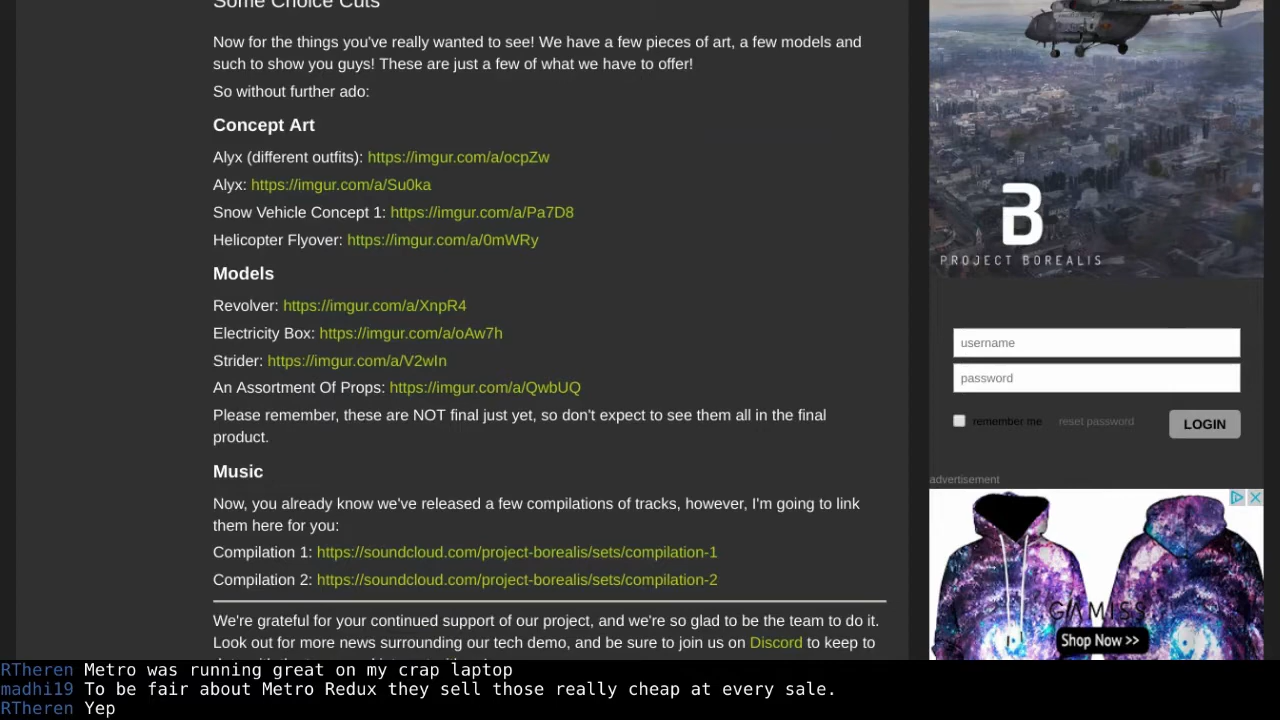 Some Choice Cuts
Now for the things you've really wanted to see! We have a few pieces of art, a few models and
such to show you guys! These are just a few of what we have to offer!
So without further ado:
Concept Art
Alyx (different outfits): https://imgur.com/a/ocpZw
Alyx: https://imgur.com/a/Su0ka
Snow Vehicle Concept 1: https://imgur.com/a/Pa7D8
Helicopter Flyover: https://imgur.com/a/0mWRy
Models
Revolver: https://imgur.com/a/XnpR4
Electricity Box: https://imgur.com/a/oAw7h
Strider: https://imgur.com/a/V2wIn
An Assortment Of Props: https://imgur.com/a/QwbUQ
Please remember, these are NOT final just yet, so don't expect to see them all in the final
product.
Music
Now, you already know we've released a few compilations of tracks, however, I'm going to link
them here for you:
Compilation 1: https://soundcloud.com/project-borealis/sets/compilation-1
Compilation 2: https://soundcloud.com/project-borealis/sets/compilation-2
We're grateful for your continued support of our project, and we're so glad to be the team to do it.
Look out for more news surrounding our tech demo, and be sure to join us on Discord to keep to
B
PROJECT BOREALIS
username
password
remember me reset password LOGIN
advertisement
GAMISS
Shop Now >>
RTheren Metro was running great on my crap laptop
madhi19 To be fair about Metro Redux they sell those really cheap at every sale.
RTheren Yep